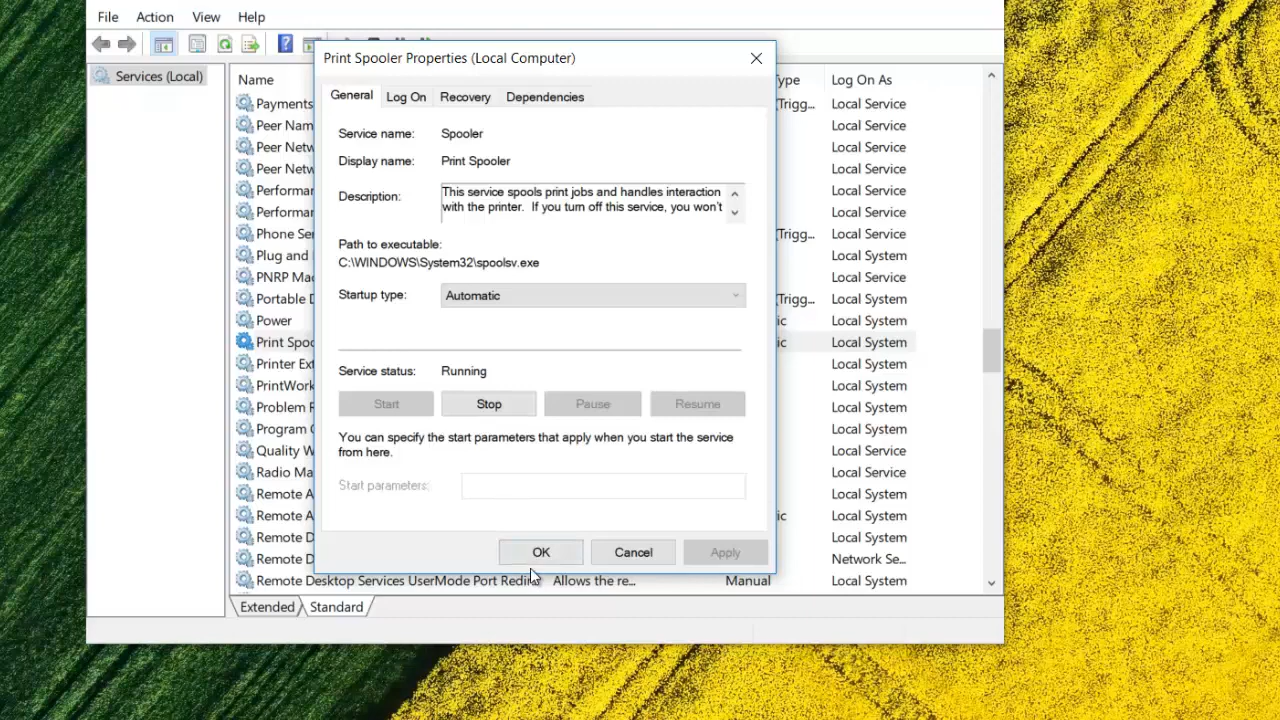 File Action View Help
Print Spooler Properties (Local Computer)
Services (Local)
Name
Type
Log On As
General Log On Recovery Dependencies
Payments
(Trigg...
Local Service
Peer Nam
Local Service
Peer Netw
Local Service
Peer Netw
Local Service
Performa
Local Service
Performa
Local Service
Phone Ser
(Trigg...
Local Service
Plug and
Local System
PNRP Mac
Local Service
Portable D
(Trigg...
Local System
Power
ic
Local System
Print Spoo
ic
Local System
Printer Ext
Local System
PrintWork
Local System
Problem R
Local System
Program C
Local System
Quality W
Local Service
Radio Ma
Local Service
Remote A
Local System
Remote A
ic
Local System
Remote D
Local System
Remote D
Network Se...
Service name: Spooler
Display name: Print Spooler
Description: This service spools print jobs and handles interaction
with the printer. If you turn off this service, you won't
Path to executable:
C:\WINDOWS\System32\spoolsv.exe
Startup type: Automatic
Service status: Running
Start Stop Pause Resume
You can specify the start parameters that apply when you start the service
from here.
Start parameters:
OK Cancel Apply
Remote Desktop Services UserMode Port Redire Allows the re... Manual Local System
Extended Standard